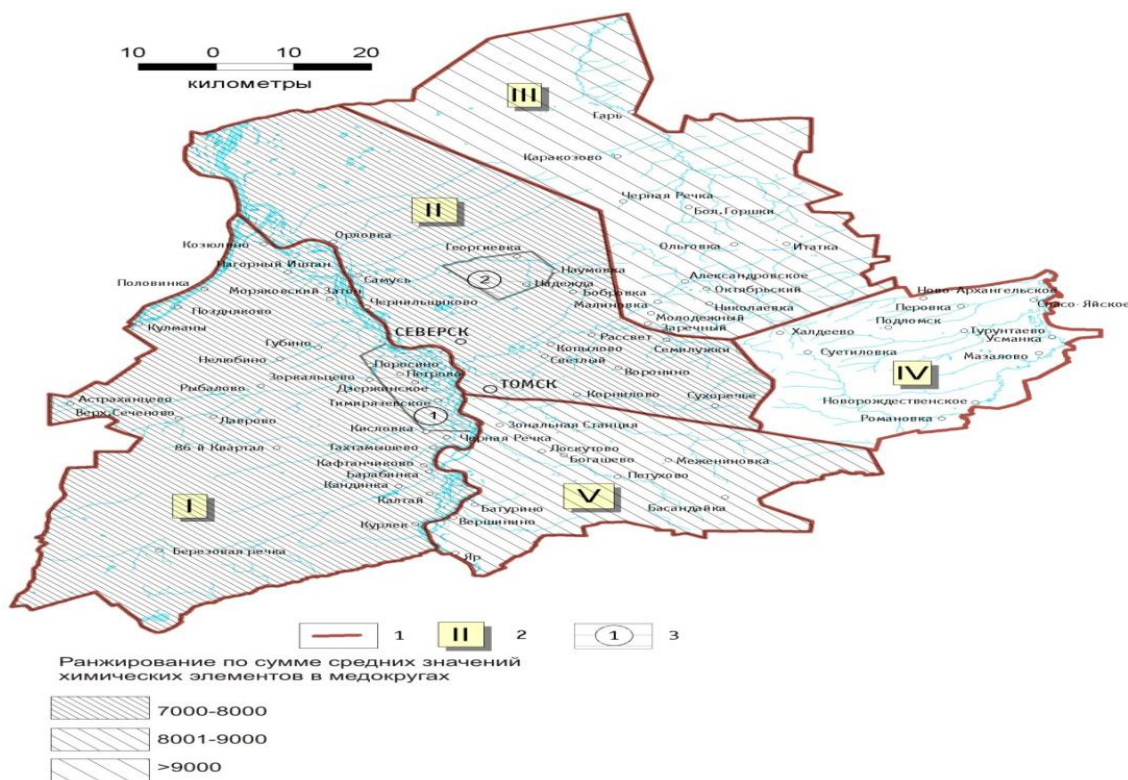 10 0 10 20
километры
III
Гарь
Каракозово
Черная Речка
Бол.Горшки
II
Орловка
Козюлино
Георгиевка
Ольговка
Итатка
Нагорный Иштан
Наумовка
Самусь
2
Надежда
Александровское
Половинка
Моряковский Затон
Бобровка
Октябрьский
Ново-Архангельское
Чернильщиково
Малиновка
Николаевка
Перовка
Спасо-Яйское
Поздняково
Молодежный
Подломск
Кулманы
СЕВЕРСК
Заречный
Халдеево
Турунтаево
Рассвет
Усманка
Губино
Копылово
Семилужки
Суетиловка
Мазалово
Нелюбино
Поросино
Светлый
Зоркальцево
Петрово
Воронино
IV
Рыбалово
Дзержинское
ТОМСК
Астраханцево
Тимирязевское
Корнилово
Сухоречье
Новорождественское
Верх.Сеченово
Лаврово
1
Романовка
Кисловка
Зональная Станция
86-й Квартал
Тахтамышево
Черная Речка
Лоскутово
Богашево
Межениновка
Кафтанчиково
Барабинка
Петухово
Кандинка
I
Калтай
V
Батурино
Басандайка
Курлек
Вершинино
Березовая речка
Яр
1 II 2 1 3
Ранжирование по сумме средних значений
химических элементов в медокругах
7000-8000
8001-9000
>9000